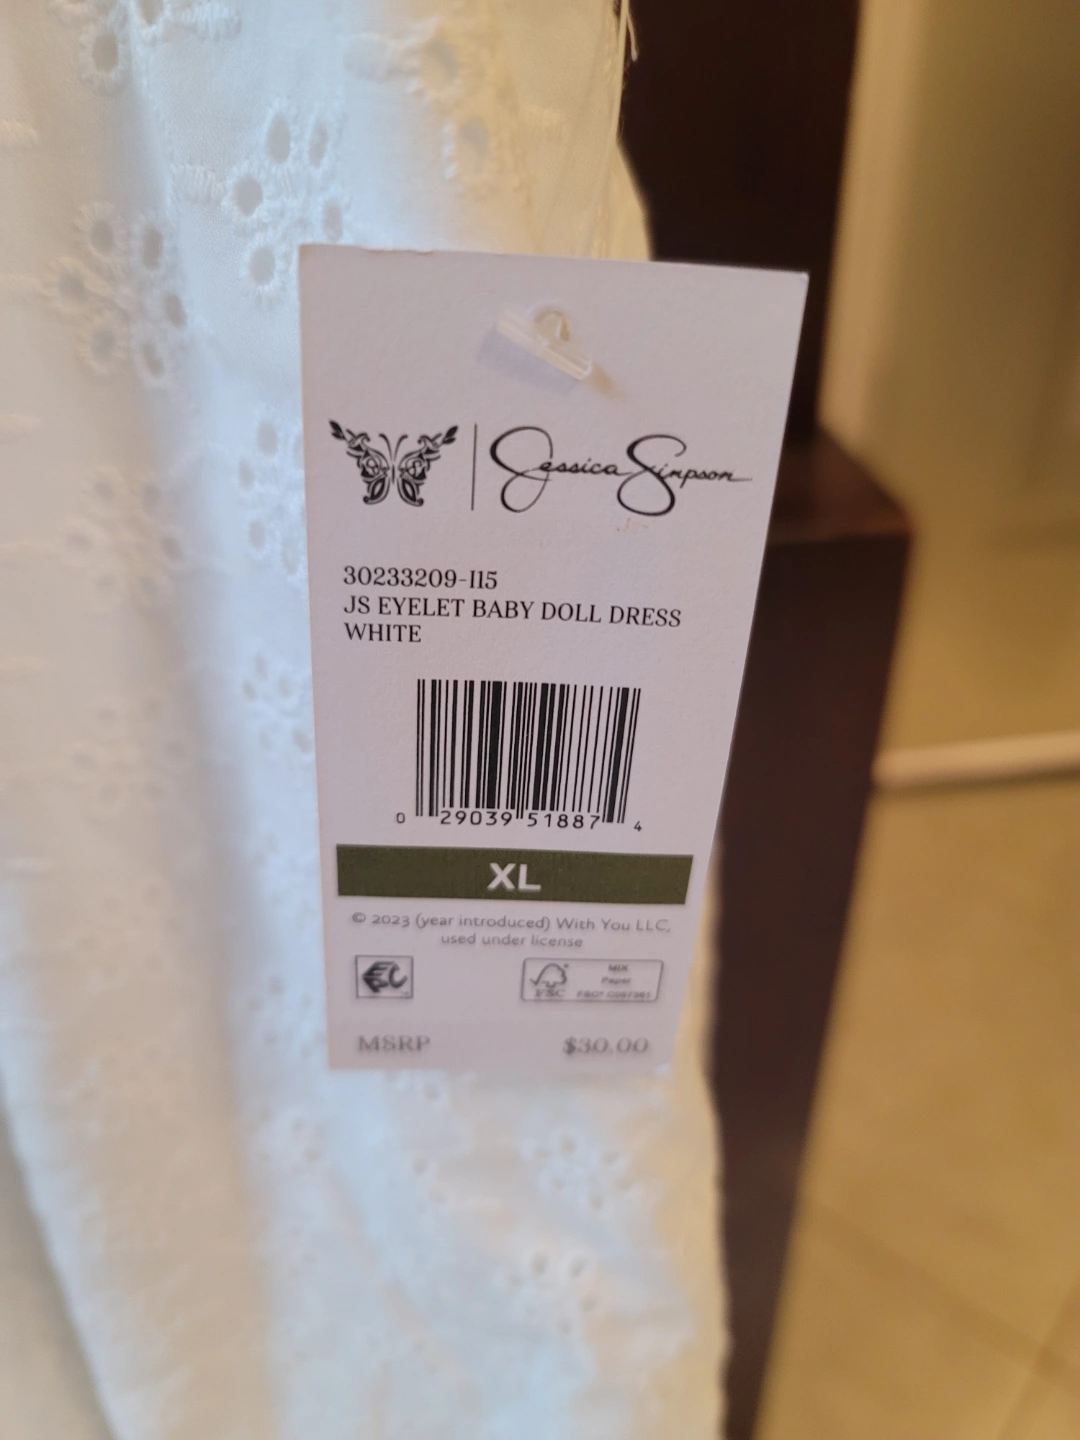 Jessica Simpson
30233209-I15
JS EYELET BABY DOLL DRESS
WHITE
0 29039 51887 4
XL
© 2023 (year introduced) With You LLC,
used under license
FSC
MIX
Paper
MSRP $30.00